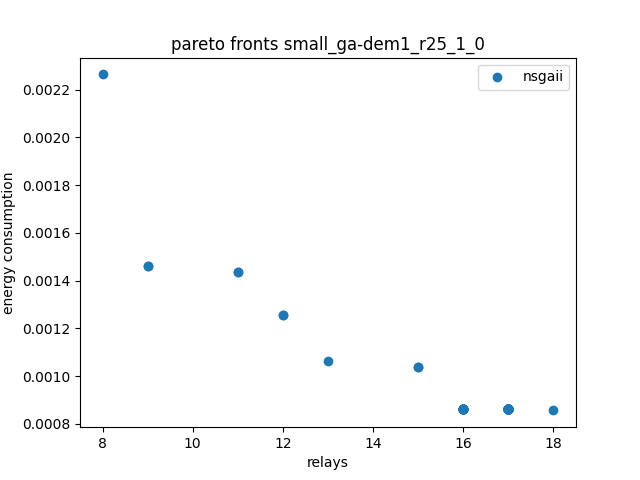 pareto fronts small_ga-dem1_r25_1_0
nsgaii
energy consumption
0.0022
0.0020
0.0018
0.0016
0.0014
0.0012
0.0010
0.0008
8 10 12 14 16 18
relays